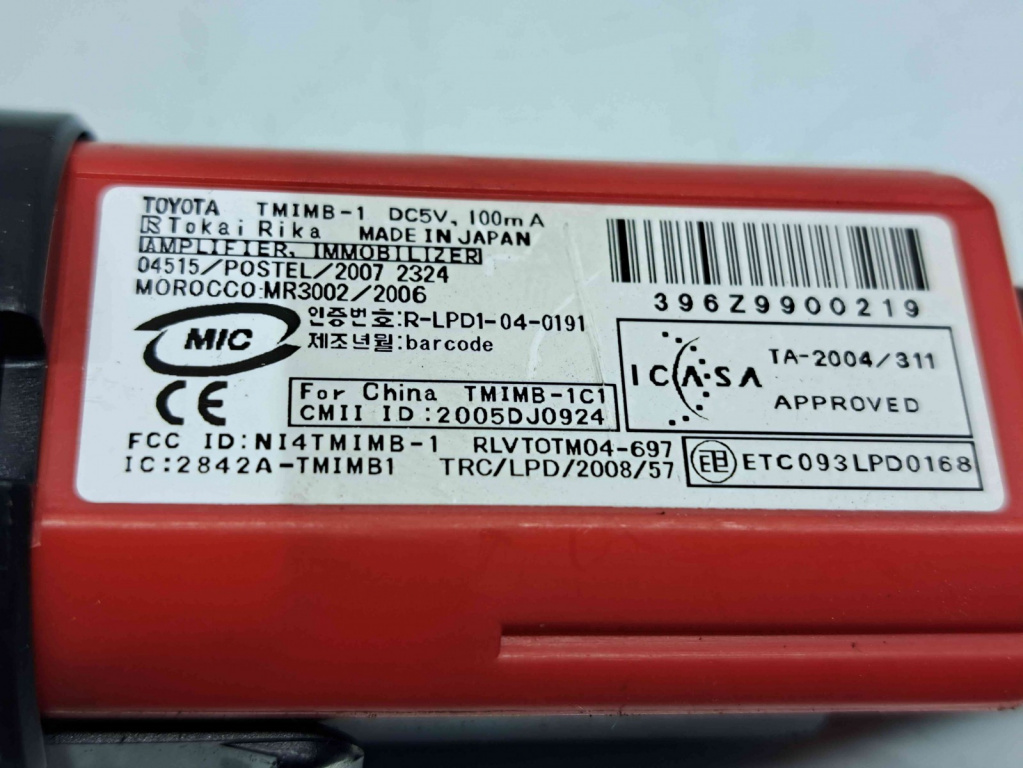 TOYOTA TMIMB-1 DC5V, 100mA
R Tokai Rika MADE IN JAPAN
AMPLIFIER, IMMOBILIZER
04515/POSTEL/2007 2324
MOROCCO:MR3002/2006
396Z9900219
MIC
인증번호:R-LPD1-04-0191
제조년월:barcode
ICASA
TA-2004/311
APPROVED
CE
For China TMIMB-1C1
CMII ID:2005DJ0924
FCC ID:NI4TMIMB-1 RLVTOTM04-697
IC:2842A-TMIMB1 TRC/LPD/2008/57
ETC093LPD0168